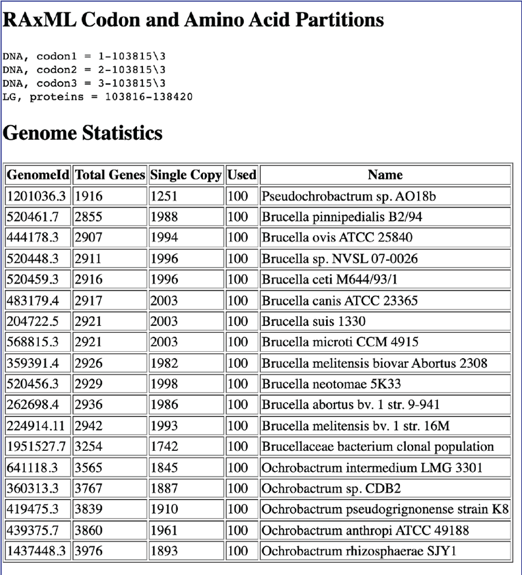 RAxML Codon and Amino Acid Partitions
DNA, codon1 = 1-103815\3
DNA, codon2 = 2-103815\3
DNA, codon3 = 3-103815\3
LG, proteins = 103816-138420
Genome Statistics
GenomeId Total Genes Single Copy Used Name
1201036.3 1916 1251 100 Pseudochrobactrum sp. AO18b
520461.7 2855 1988 100 Brucella pinnipedialis B2/94
444178.3 2907 1994 100 Brucella ovis ATCC 25840
520448.3 2911 1996 100 Brucella sp. NVSL 07-0026
520459.3 2916 1996 100 Brucella ceti M644/93/1
483179.4 2917 2003 100 Brucella canis ATCC 23365
204722.5 2921 2003 100 Brucella suis 1330
568815.3 2921 2003 100 Brucella microti CCM 4915
359391.4 2926 1982 100 Brucella melitensis biovar Abortus 2308
520456.3 2929 1998 100 Brucella neotomae 5K33
262698.4 2936 1986 100 Brucella abortus bv. 1 str. 9-941
224914.11 2942 1993 100 Brucella melitensis bv. 1 str. 16M
1951527.7 3254 1742 100 Brucellaceae bacterium clonal population
641118.3 3565 1845 100 Ochrobactrum intermedium LMG 3301
360313.3 3767 1887 100 Ochrobactrum sp. CDB2
419475.3 3839 1910 100 Ochrobactrum pseudogrignonense strain K8
439375.7 3860 1961 100 Ochrobactrum anthropi ATCC 49188
1437448.3 3976 1893 100 Ochrobactrum rhizosphaerae SJY1